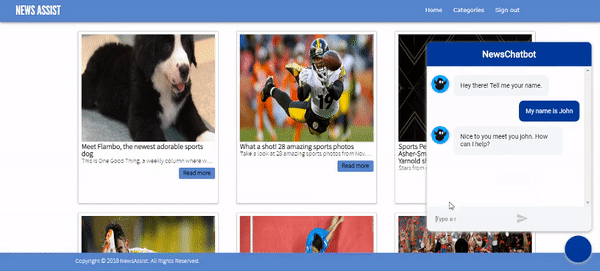 NEWS ASSIST
Home Categories Sign out
Meet Flambo, the newest adorable sports
dog
This is One Good Thing, a weekly column where w...
Read more
What a shot! 28 amazing sports photos
Take a look at 28 amazing sports photos from Nov...
Read more
Sports Pe
Asher-Sm
Yarnold sh
Stars from
NewsChatbot
Hey there! Tell me your name.
My name is John
Nice to you meet you john. How
can I help?
Type a
Copyright © 2018 NewsAssist. All Rights Reserved.